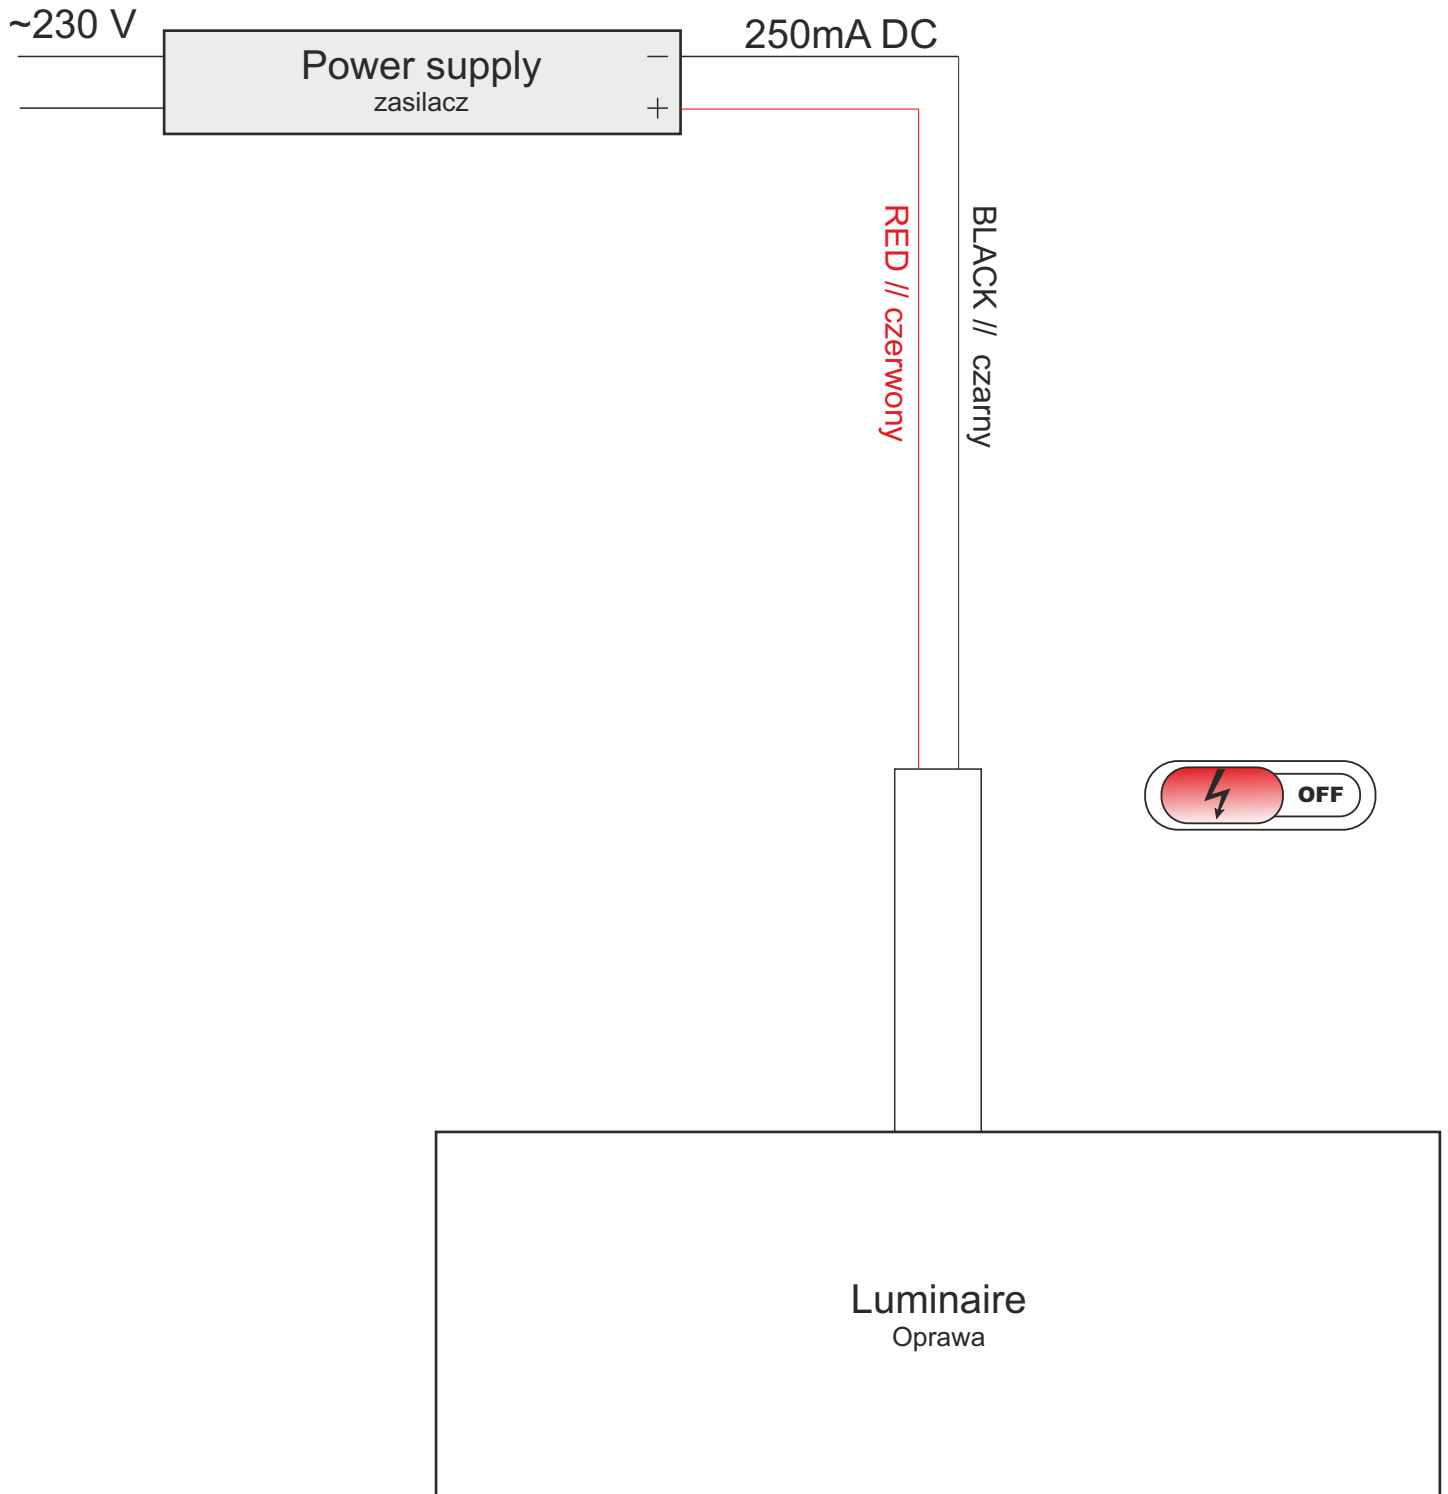 ~230 V
250mA DC
Power supply
zasilacz
−
+
RED // czerwony
BLACK // czarny
OFF
Luminaire
Oprawa